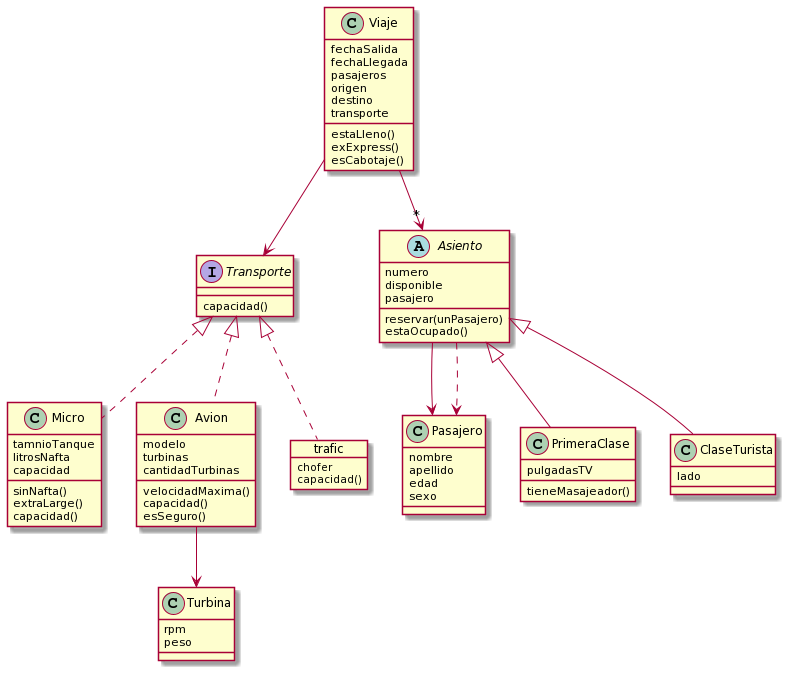 C Viaje
fechaSalida
fechaLlegada
pasajeros
origen
destino
transporte
estaLleno()
exExpress()
esCabotaje()
*
I Transporte
capacidad()
A Asiento
numero
disponible
pasajero
reservar(unPasajero)
estaOcupado()
C Micro
tamnioTanque
litrosNafta
capacidad
sinNafta()
extraLarge()
capacidad()
C Avion
modelo
turbinas
cantidadTurbinas
velocidadMaxima()
capacidad()
esSeguro()
trafic
chofer
capacidad()
C Pasajero
nombre
apellido
edad
sexo
C PrimeraClase
pulgadasTV
tieneMasajeador()
C ClaseTurista
lado
C Turbina
rpm
peso